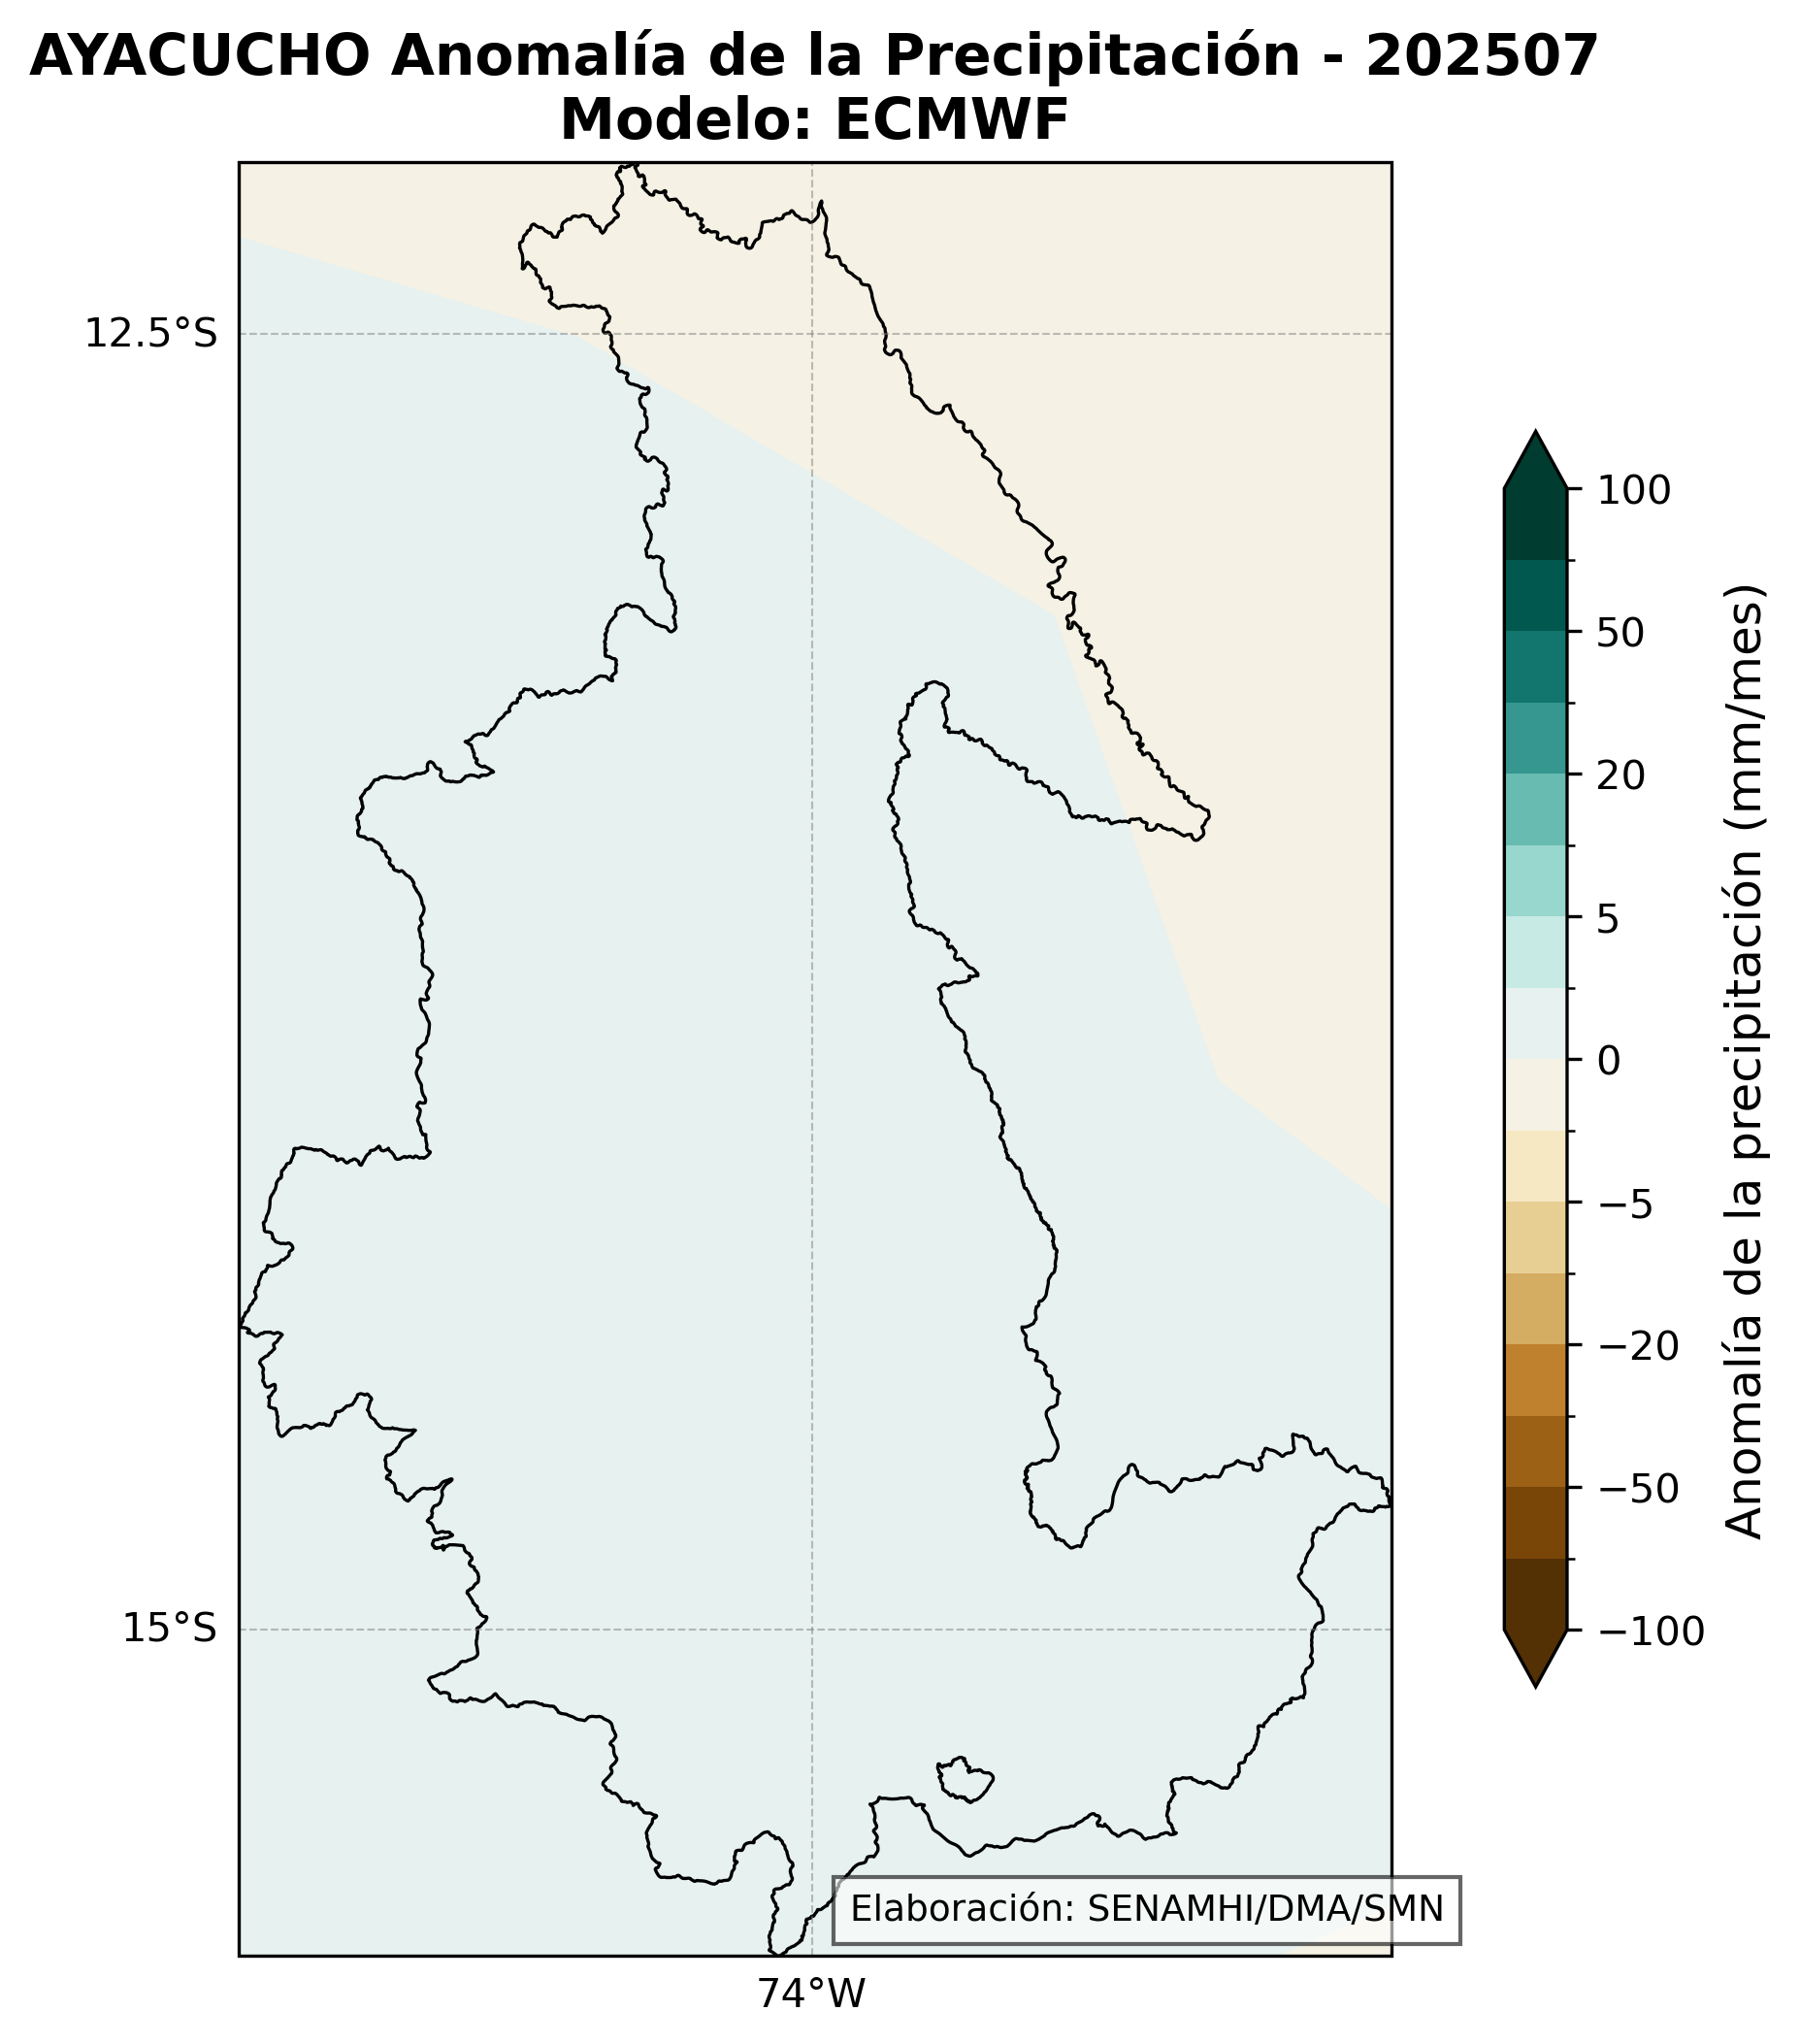 AYACUCHO Anomalía de la Precipitación - 202507
Modelo: ECMWF
12.5°S
15°S
74°W
100
50
20
5
0
−5
−20
−50
−100
Anomalía de la precipitación (mm/mes)
Elaboración: SENAMHI/DMA/SMN